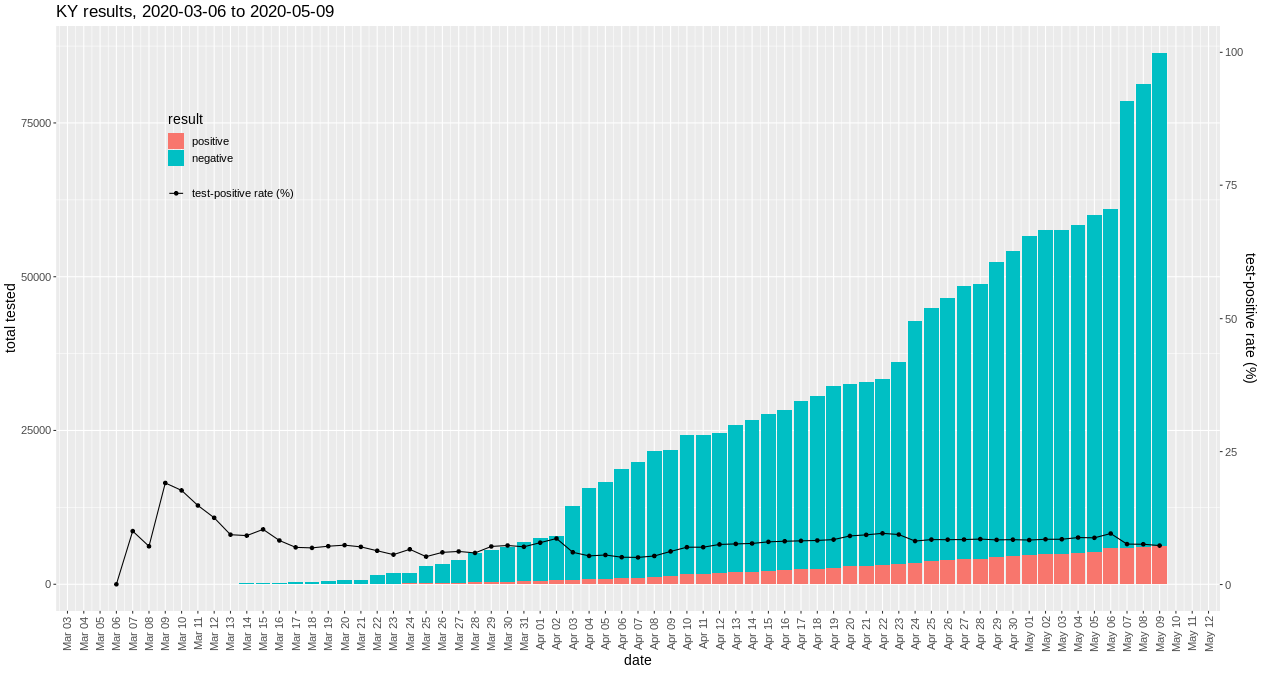 KY results, 2020-03-06 to 2020-05-09
result
positive
negative
test-positive rate (%)
total tested
75000
50000
25000
0
100
75
50
25
0
test-positive rate (%)
Mar 03
Mar 04
Mar 05
Mar 06
Mar 07
Mar 08
Mar 09
Mar 10
Mar 11
Mar 12
Mar 13
Mar 14
Mar 15
Mar 16
Mar 17
Mar 18
Mar 19
Mar 20
Mar 21
Mar 22
Mar 23
Mar 24
Mar 25
Mar 26
Mar 27
Mar 28
Mar 29
Mar 30
Mar 31
Apr 01
Apr 02
Apr 03
Apr 04
Apr 05
Apr 06
Apr 07
Apr 08
Apr 09
Apr 10
Apr 11
Apr 12
Apr 13
Apr 14
Apr 15
Apr 16
Apr 17
Apr 18
Apr 19
Apr 20
Apr 21
Apr 22
Apr 23
Apr 24
Apr 25
Apr 26
Apr 27
Apr 28
Apr 29
Apr 30
May 01
May 02
May 03
May 04
May 05
May 06
May 07
May 08
May 09
May 10
May 11
May 12
date